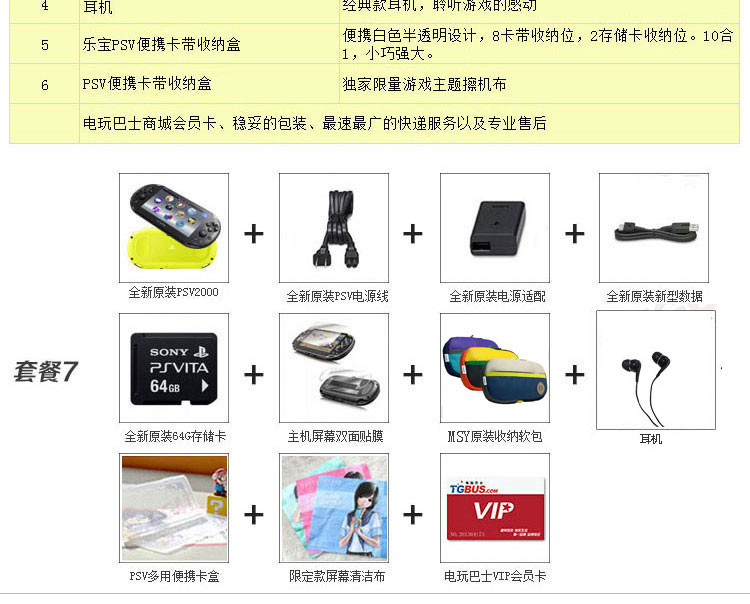 4 耳机 经典款耳机，聆听游戏的感动
5 乐宝PSV便携卡带收纳盒 便携白色半透明设计，8卡带收纳位，2存储卡收纳位。10合
1，小巧强大。
6 PSV便携卡带收纳盒 独家限量游戏主题擦机布
电玩巴士商城会员卡、稳妥的包装、最速最广的快递服务以及专业售后
全新原装PSV2000
全新原装PSV电源线
全新原装电源适配
全新原装新型数据
套餐7
SONY
PSVITA
64GB
全新原装64G存储卡
主机屏幕双面贴膜
MSY原装收纳软包
耳机
电玩巴士
TGBUS.COM
VIP
PSV多用便携卡盒
限定款屏幕清洁布
电玩巴士VIP会员卡